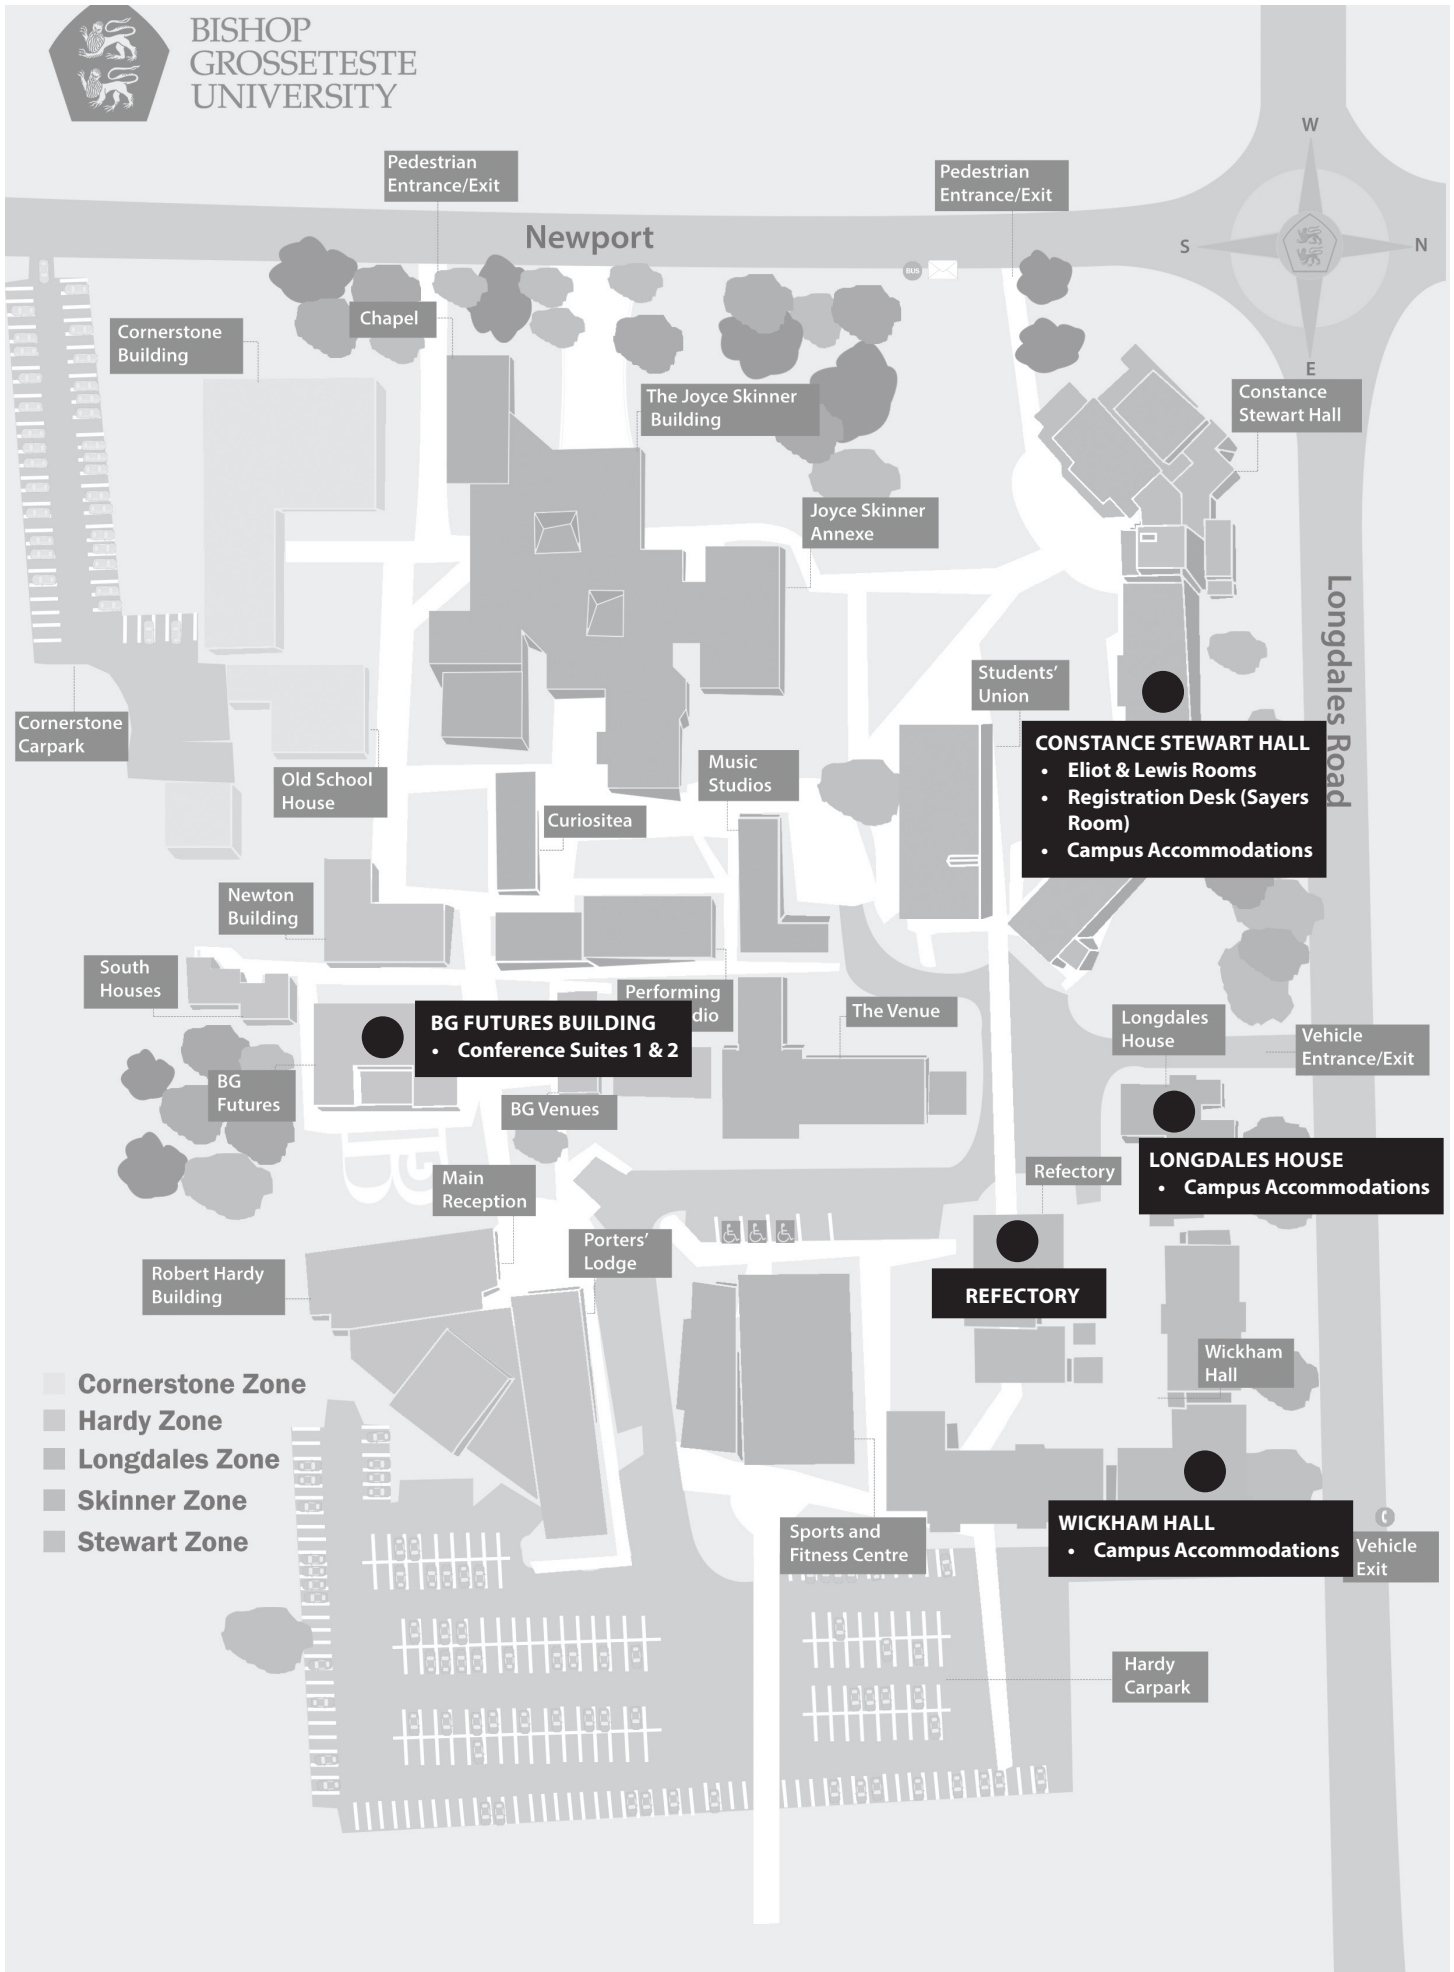 BISHOP
GROSSETESTE
UNIVERSITY
W
Pedestrian
Entrance/Exit
Pedestrian
Entrance/Exit
Newport
S
N
BUS
Chapel
Cornerstone
Building
E
The Joyce Skinner
Building
Constance
Stewart Hall
Joyce Skinner
Annexe
Longdales Road
Students’
Union
Cornerstone
Carpark
CONSTANCE STEWART HALL
• Eliot & Lewis Rooms
• Registration Desk (Sayers
Room)
• Campus Accommodations
Music
Studios
Old School
House
Curiositea
Newton
Building
South
Houses
Performing
dio
BG FUTURES BUILDING
• Conference Suites 1 & 2
The Venue
Longdales
House
Vehicle
Entrance/Exit
BG
Futures
BG Venues
BG
LONGDALES HOUSE
• Campus Accommodations
Refectory
Main
Reception
Porters’
Lodge
Robert Hardy
Building
REFECTORY
Wickham
Hall
Cornerstone Zone
Hardy Zone
Longdales Zone
Skinner Zone
Stewart Zone
WICKHAM HALL
• Campus Accommodations
Sports and
Fitness Centre
Vehicle
Exit
Hardy
Carpark